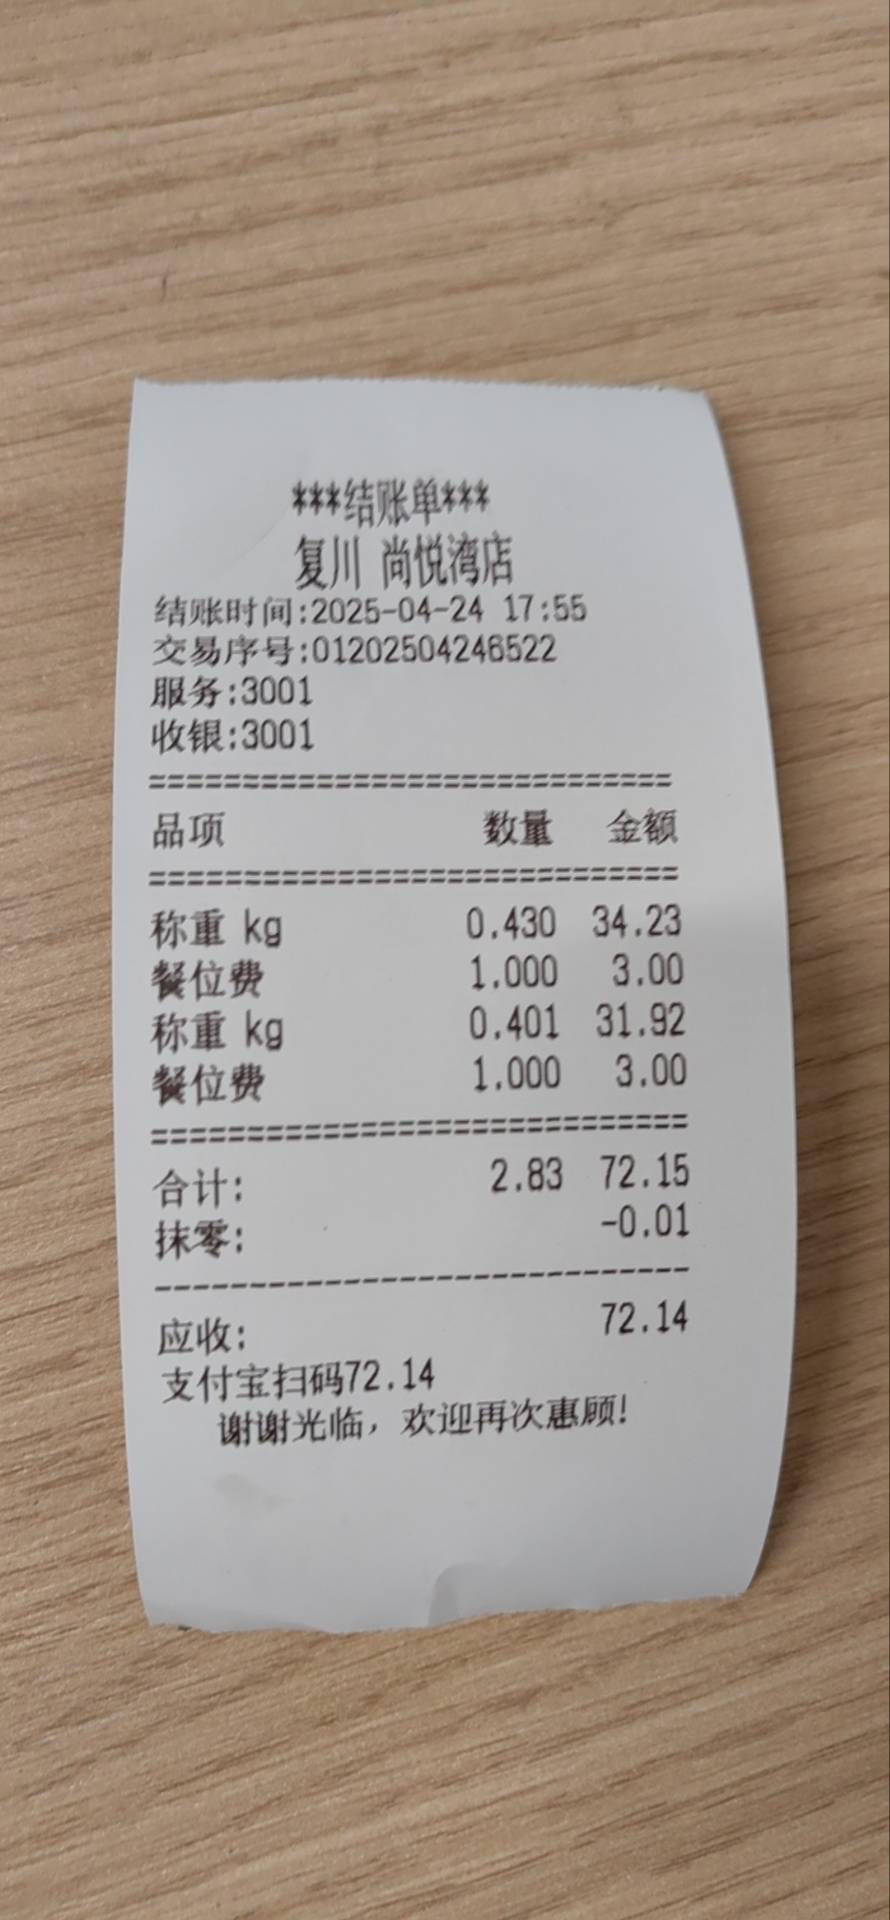 ***结账单***
复川 尚悦湾店
结账时间:2025-04-24 17:55
交易序号:01202504246522
服务:3001
收银:3001
============================
品项 数量 金额
============================
称重 kg 0.430 34.23
餐位费 1.000 3.00
称重 kg 0.401 31.92
餐位费 1.000 3.00
============================
合计: 2.83 72.15
抹零: -0.01
----------------------------
应收: 72.14
支付宝扫码72.14
谢谢光临，欢迎再次惠顾!